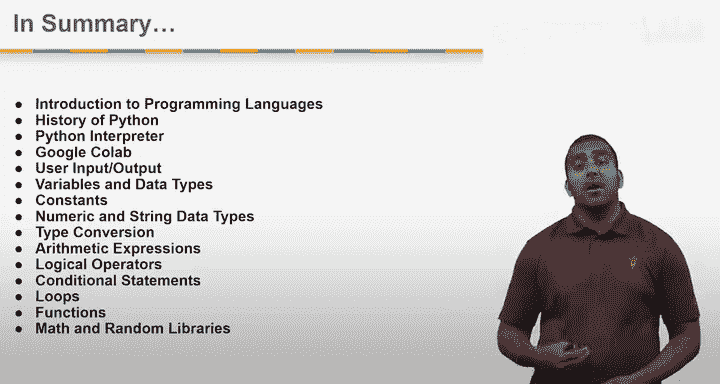 In Summary…
● Introduction to Programming Languages
● History of Python
● Python Interpreter
● Google Colab
● User Input/Output
● Variables and Data Types
● Constants
● Numeric and String Data Types
● Type Conversion
● Arithmetic Expressions
● Logical Operators
● Conditional Statements
● Loops
● Functions
● Math and Random Libraries